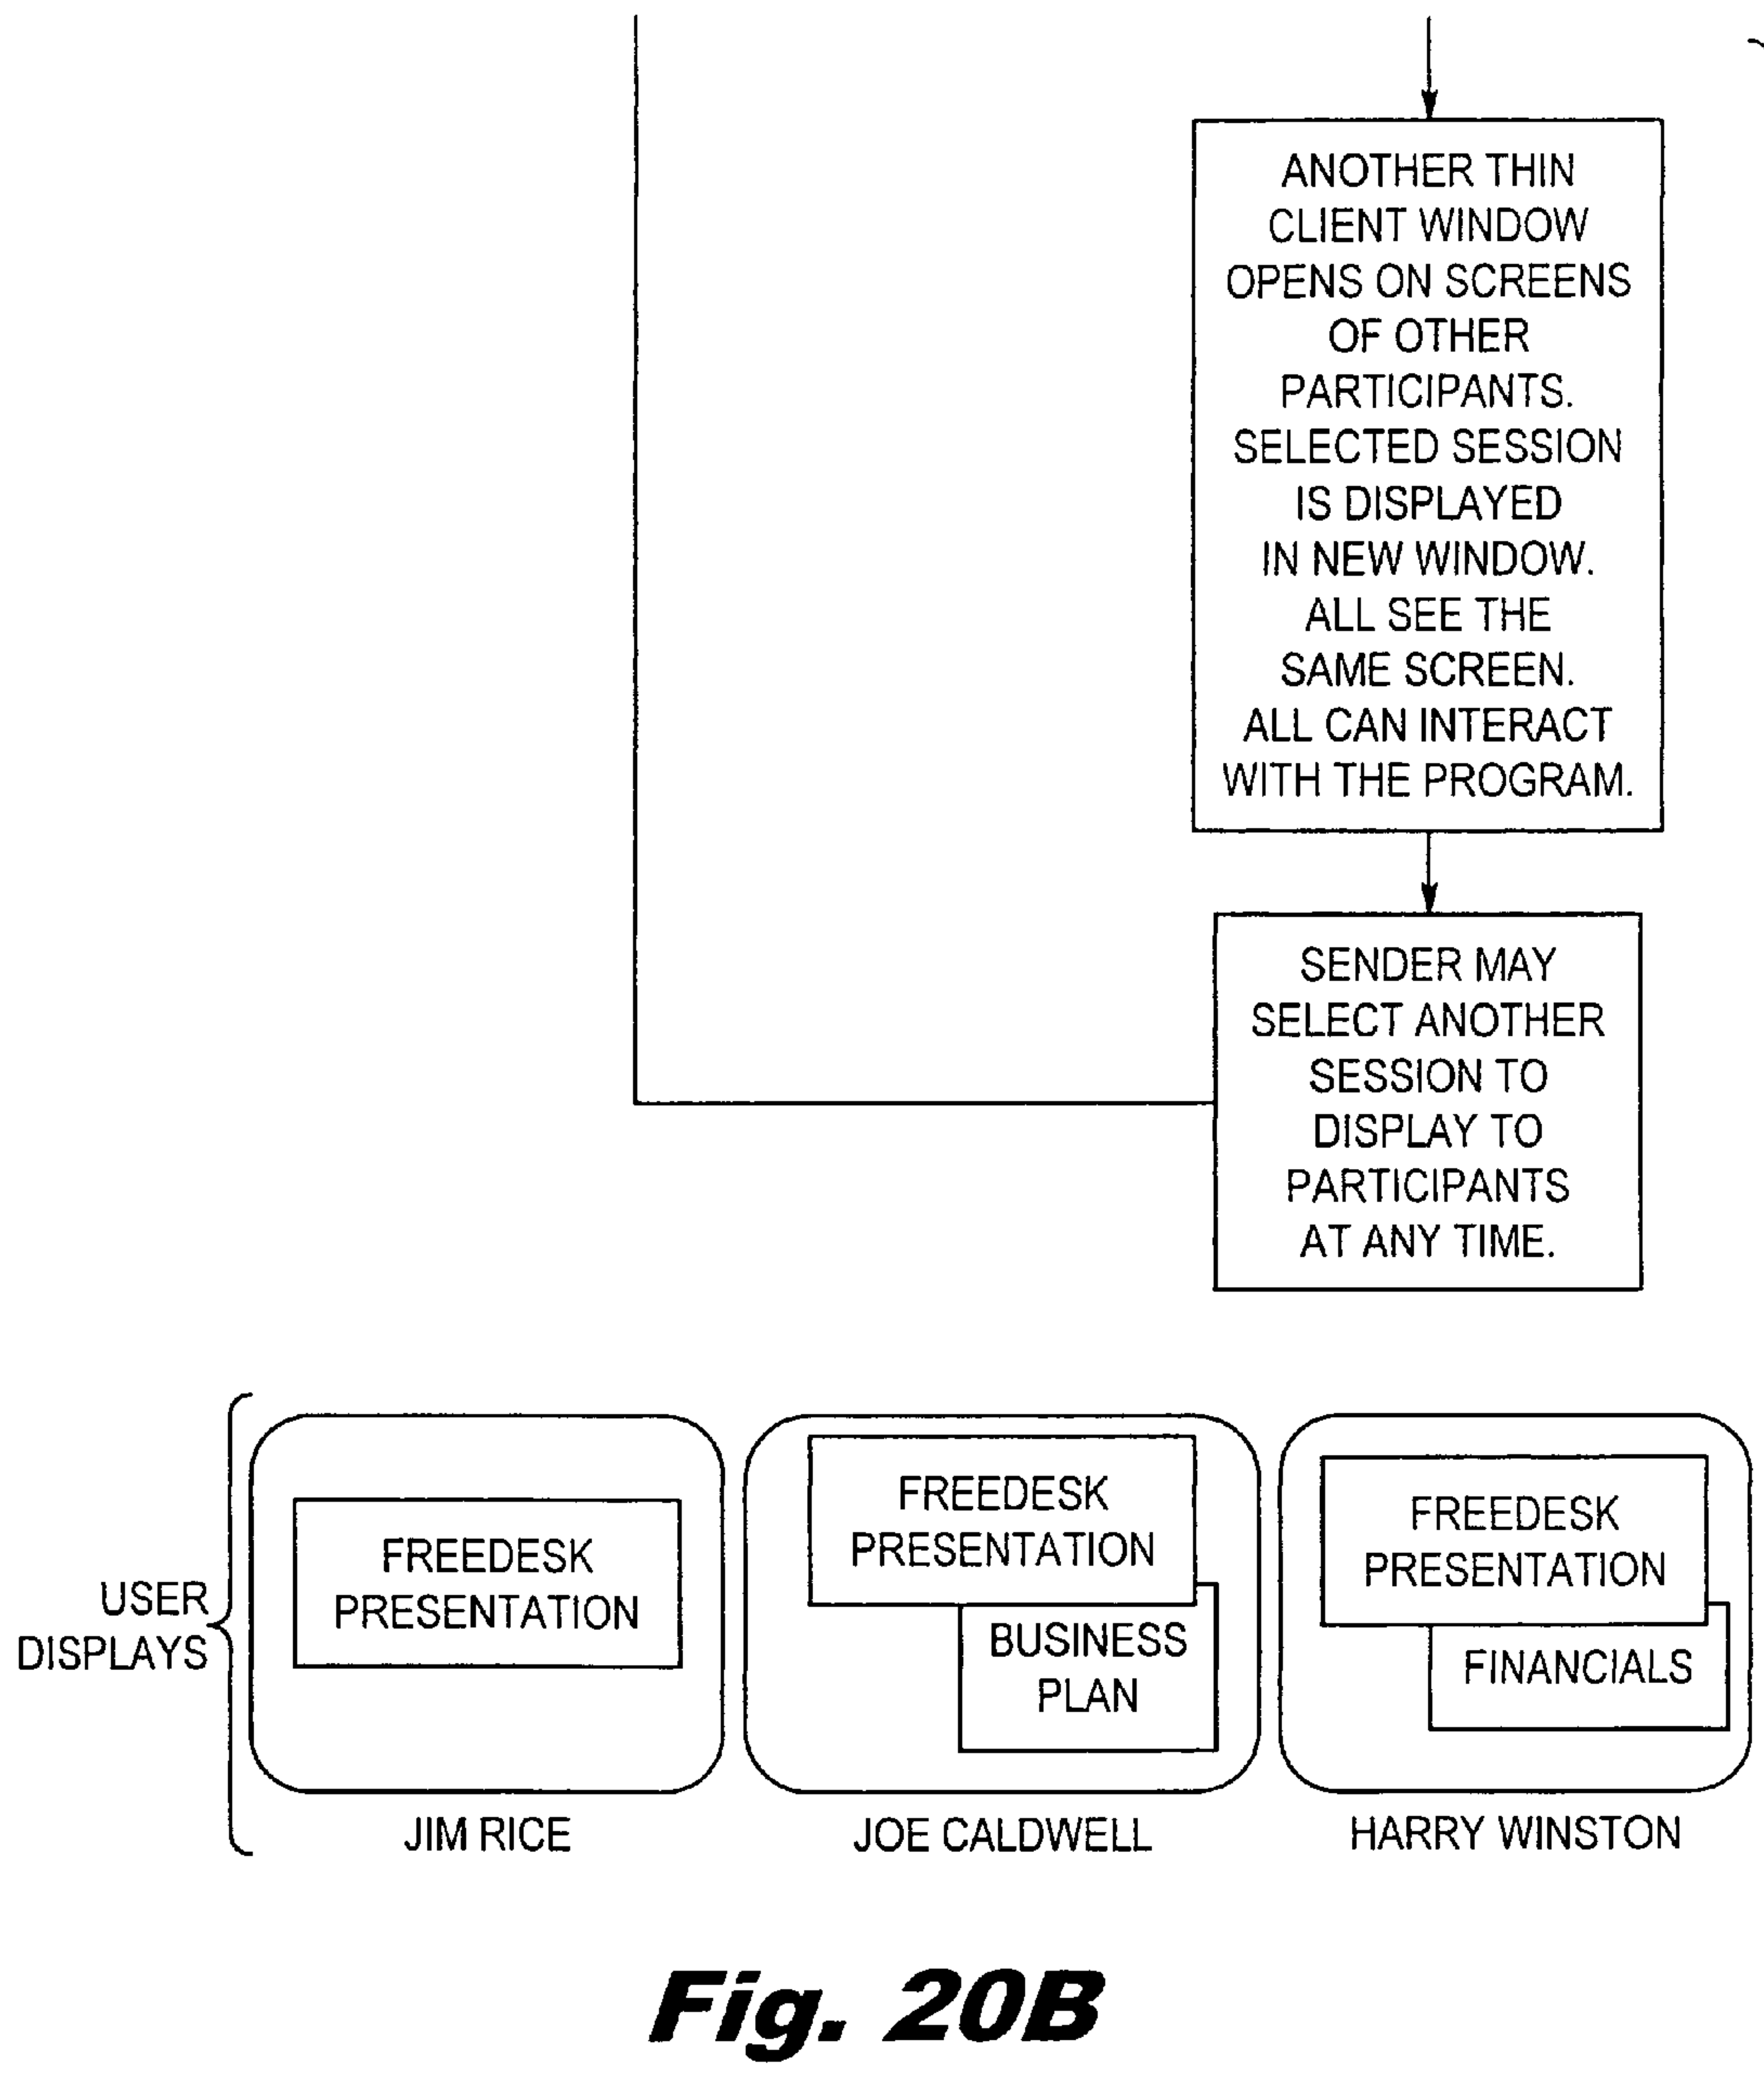 ANOTHER THIN
CLIENT WINDOW
OPENS ON SCREENS
OF OTHER
PARTICIPANTS.
SELECTED SESSION
IS DISPLAYED
IN NEW WINDOW.
ALL SEE THE
SAME SCREEN.
ALL CAN INTERACT
WITH THE PROGRAM.
SENDER MAY
SELECT ANOTHER
SESSION TO
DISPLAY TO
PARTICIPANTS
AT ANY TIME.
USER
DISPLAYS
FREEDESK
PRESENTATION
JIM RICE
FREEDESK
PRESENTATION
BUSINESS
PLAN
JOE CALDWELL
FREEDESK
PRESENTATION
FINANCIALS
HARRY WINSTON
Fig. 20B